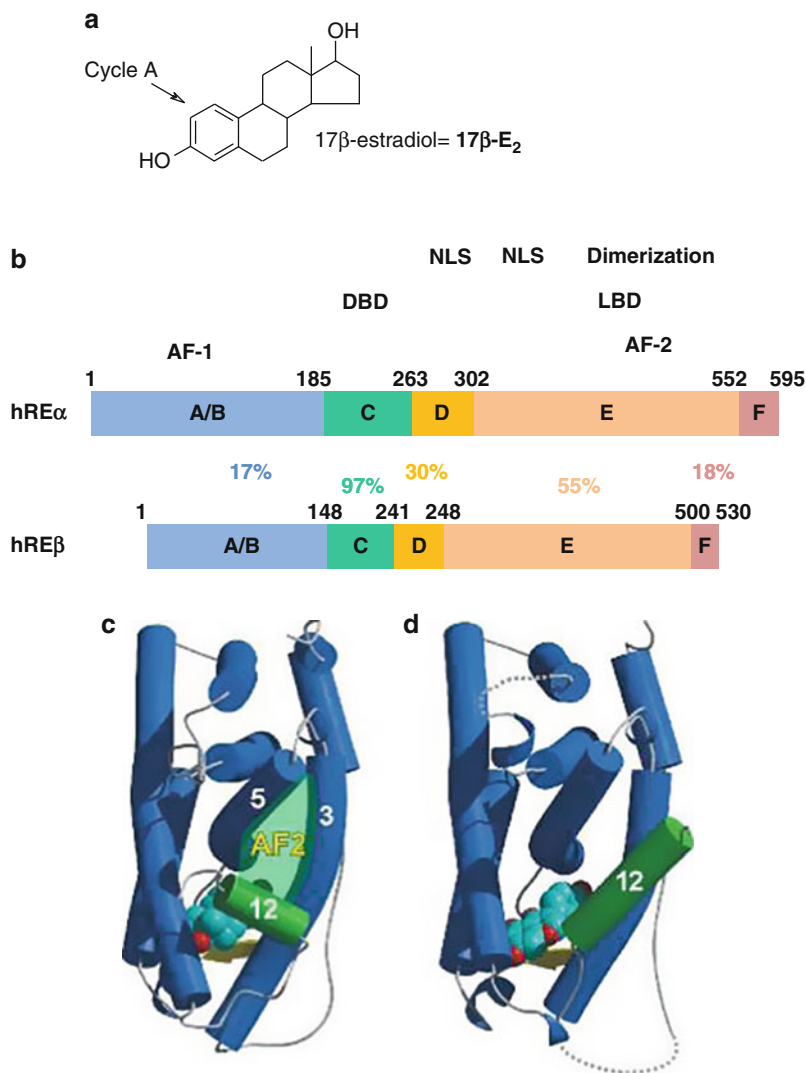 a
OH
Cycle A
HO
17β-estradiol= 17β-E₂
b
NLS NLS Dimerization
DBD LBD
AF-1 AF-2
1 185 263 302 552 595
hREα A/B C D E F
17% 97% 30% 55% 18%
1 148 241 248 500 530
hREβ A/B C D E F
c d
5 3
AF2
12 12